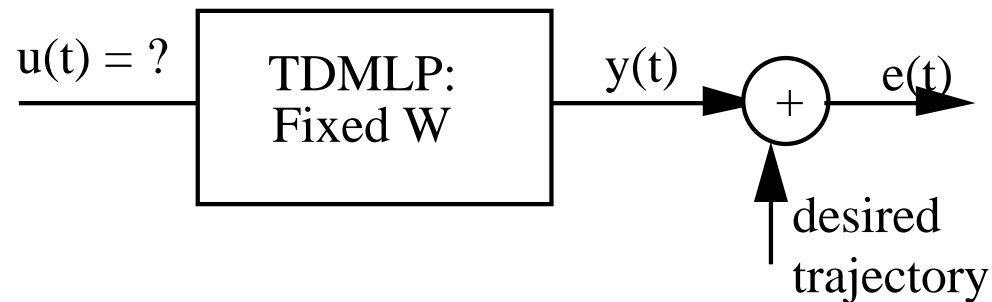 u(t) = ?
TDMLP:
Fixed W
y(t)
+
e(t)
desired
trajectory